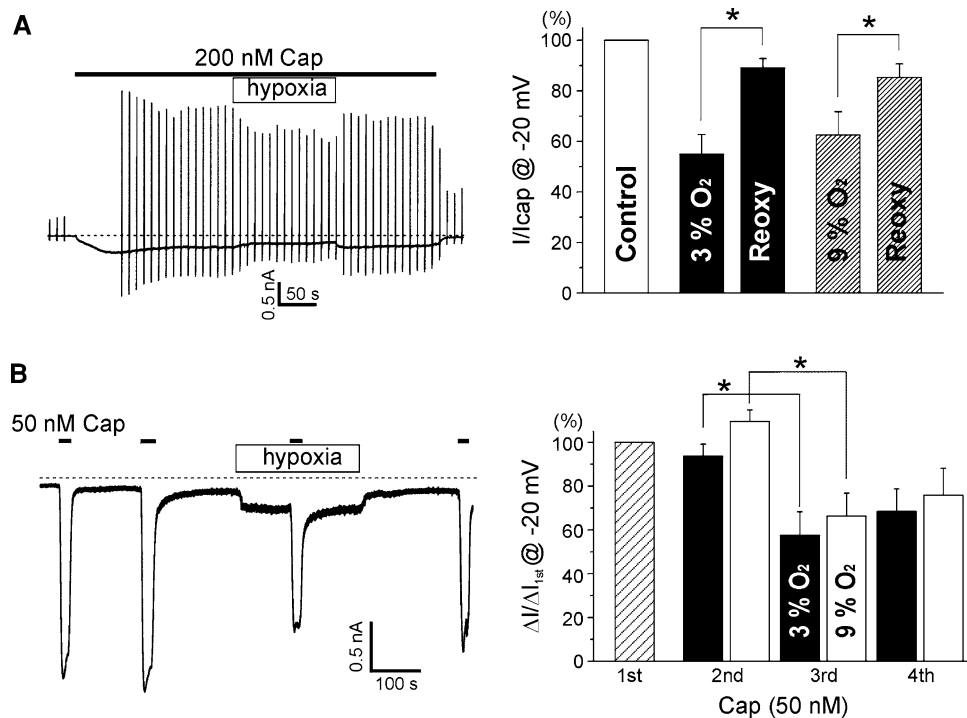 A
200 nM Cap
hypoxia
0.5 nA
50 s
(%)
I/Icap @ -20 mV
100
80
60
40
20
0
Control
3 % O₂
Reoxy
9 % O₂
Reoxy
*
*
B
50 nM Cap
hypoxia
0.5 nA
100 s
(%)
ΔI/ΔI1st @ -20 mV
100
80
60
40
20
0
*
*
3 % O₂
9 % O₂
1st
2nd
3rd
4th
Cap (50 nM)